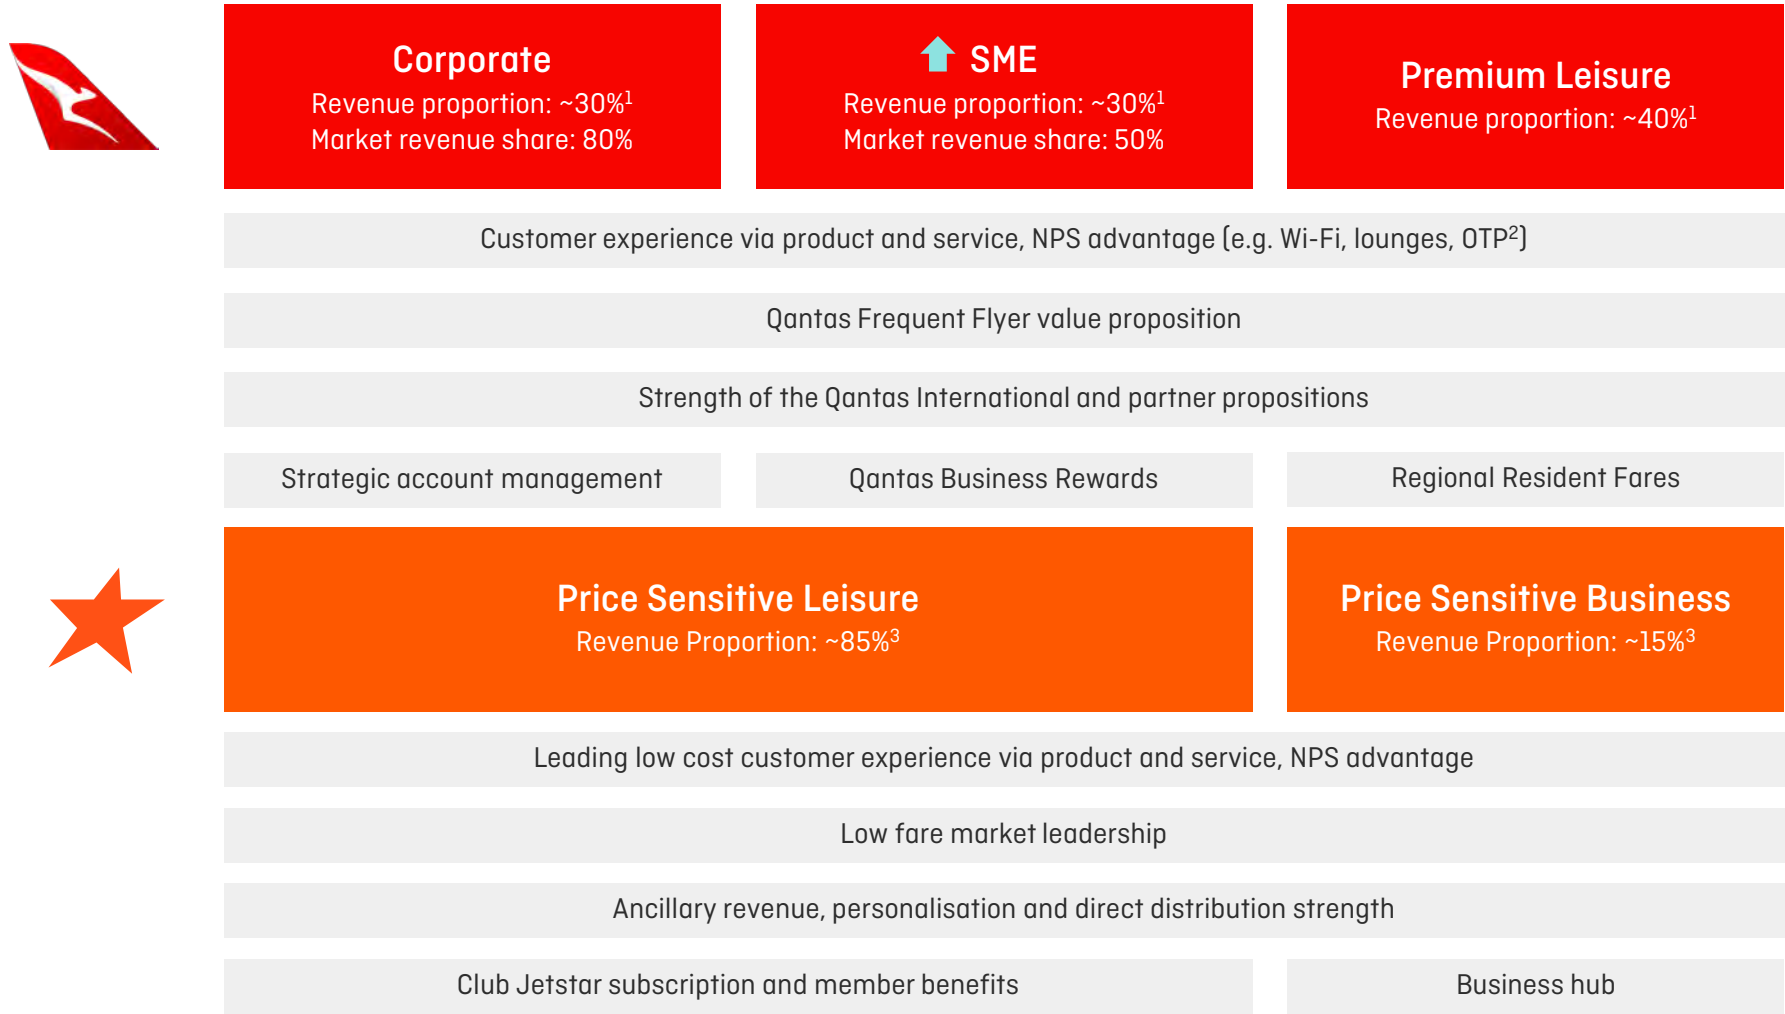 Corporate
Revenue proportion: ~30%¹
Market revenue share: 80%
SME
Revenue proportion: ~30%¹
Market revenue share: 50%
Premium Leisure
Revenue proportion: ~40%¹
Customer experience via product and service, NPS advantage (e.g. Wi-Fi, lounges, OTP²)
Qantas Frequent Flyer value proposition
Strength of the Qantas International and partner propositions
Strategic account management
Qantas Business Rewards
Regional Resident Fares
Price Sensitive Leisure
Revenue Proportion: ~85%³
Price Sensitive Business
Revenue Proportion: ~15%³
Leading low cost customer experience via product and service, NPS advantage
Low fare market leadership
Ancillary revenue, personalisation and direct distribution strength
Club Jetstar subscription and member benefits
Business hub